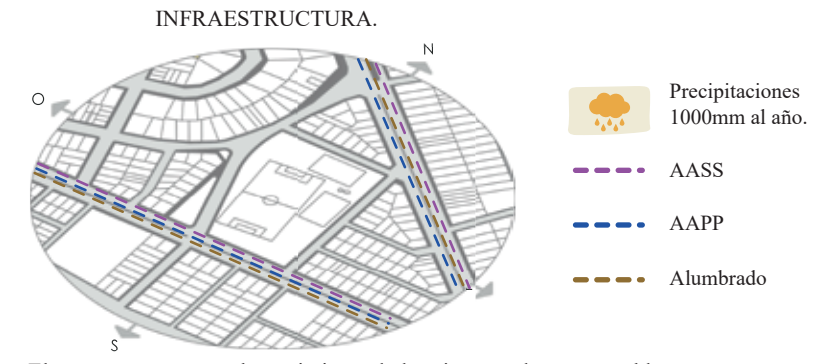 INFRAESTRUCTURA.
N
O
Precipitaciones
1000mm al año.
AASS
AAPP
Alumbrado
S